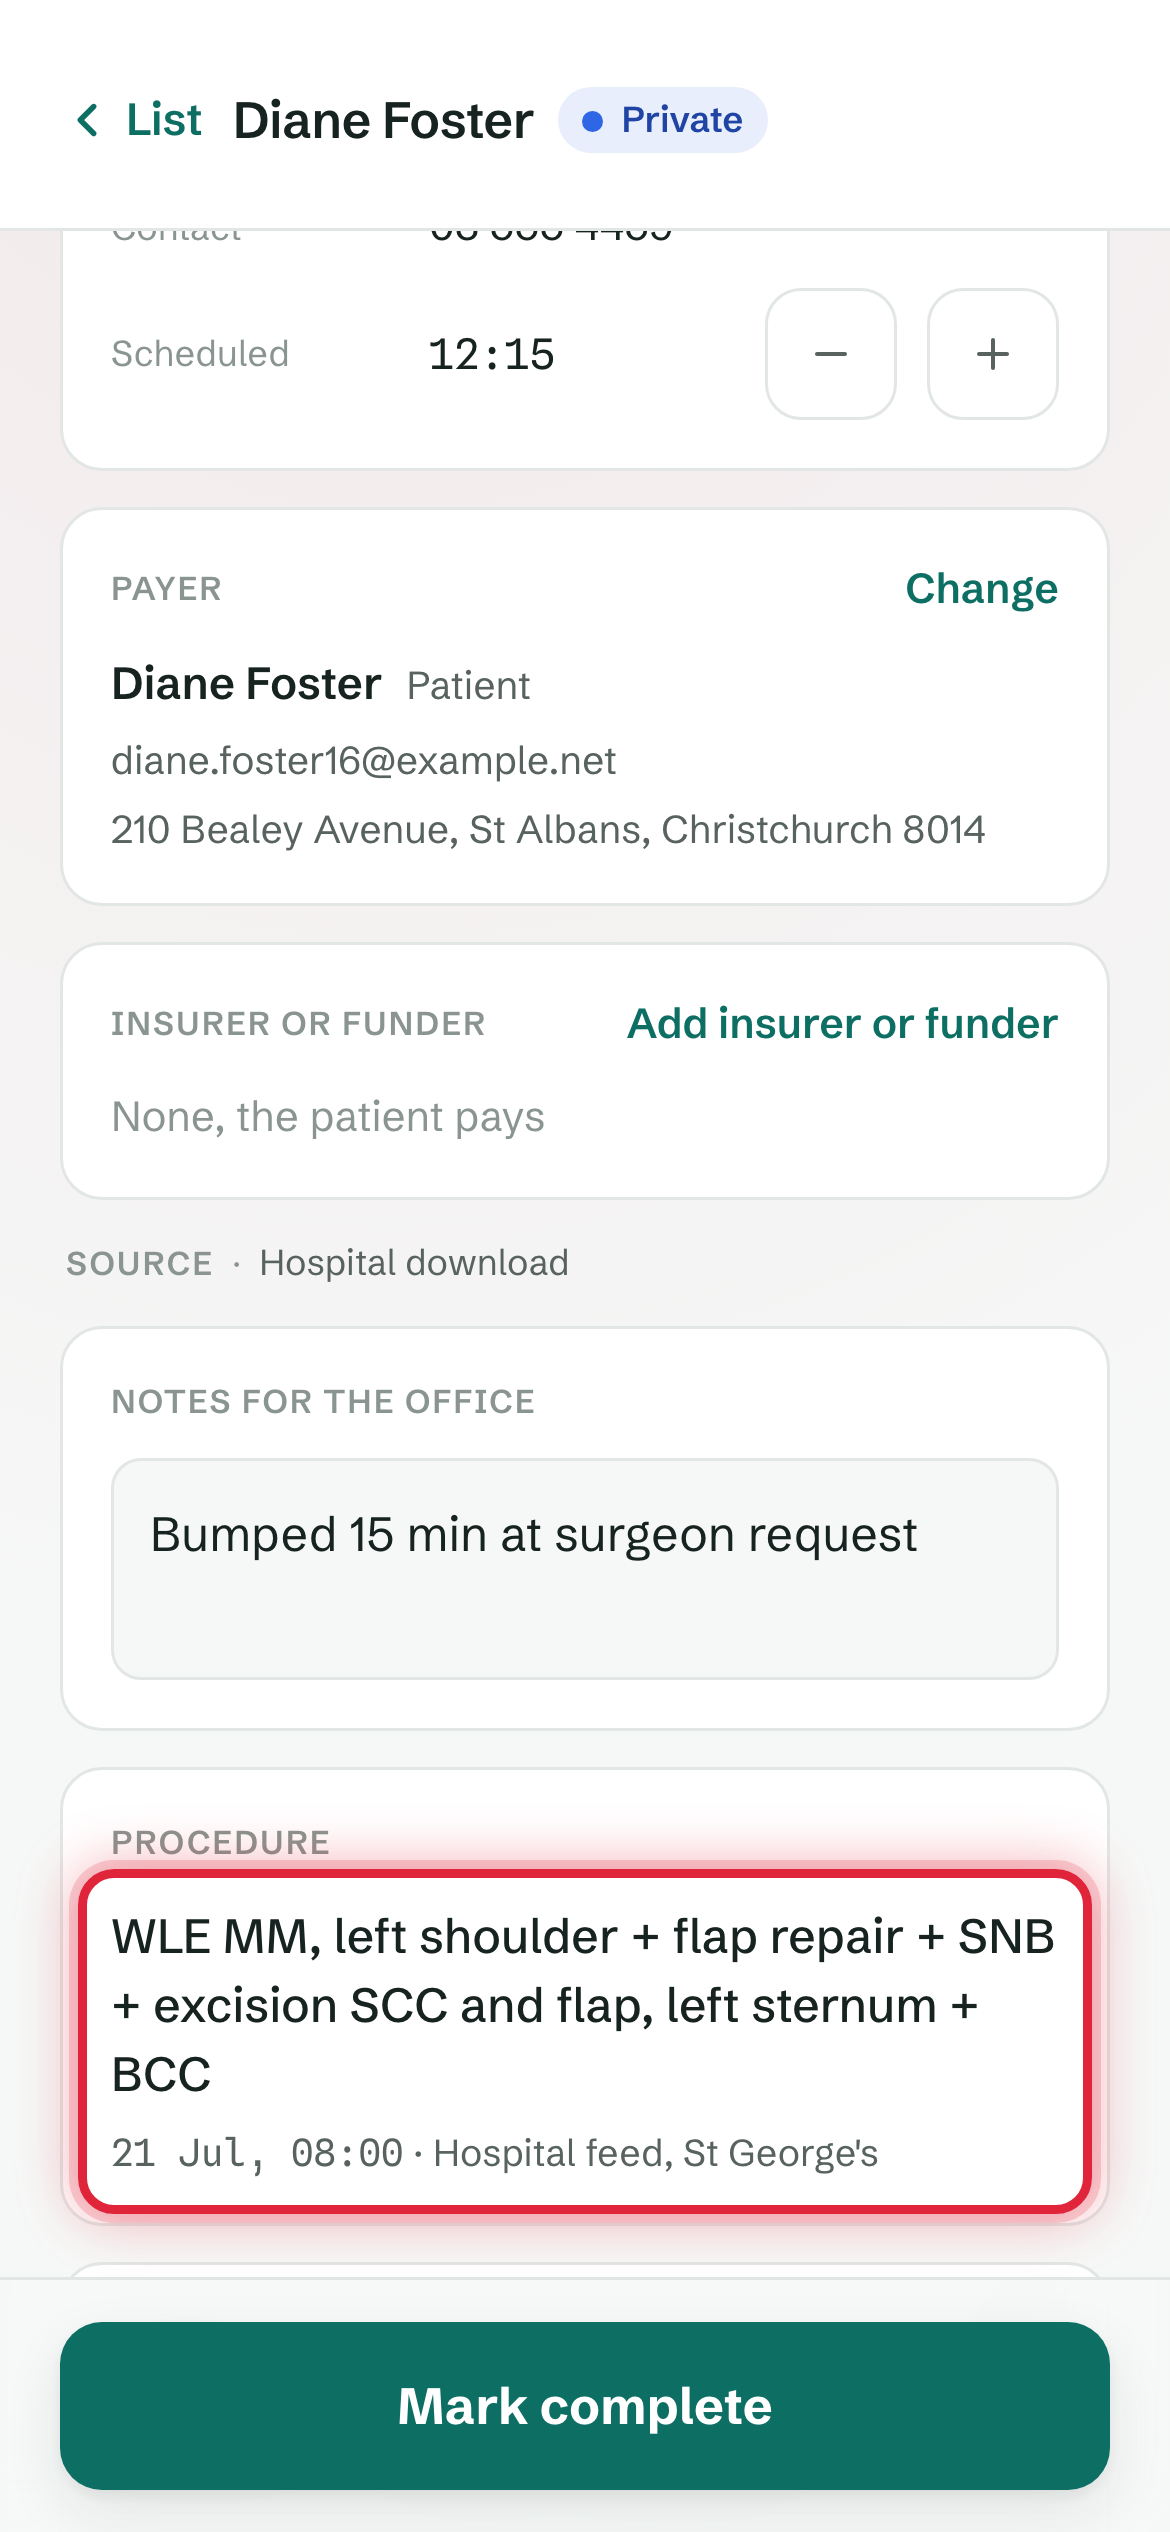 List Diane Foster Private
Contact
Scheduled 12:15 − +
PAYER Change
Diane Foster Patient
diane.foster16@example.net
210 Bealey Avenue, St Albans, Christchurch 8014
INSURER OR FUNDER Add insurer or funder
None, the patient pays
SOURCE · Hospital download
NOTES FOR THE OFFICE
Bumped 15 min at surgeon request
PROCEDURE
WLE MM, left shoulder + flap repair + SNB
+ excision SCC and flap, left sternum +
BCC
21 Jul, 08:00 · Hospital feed, St George's
Mark complete